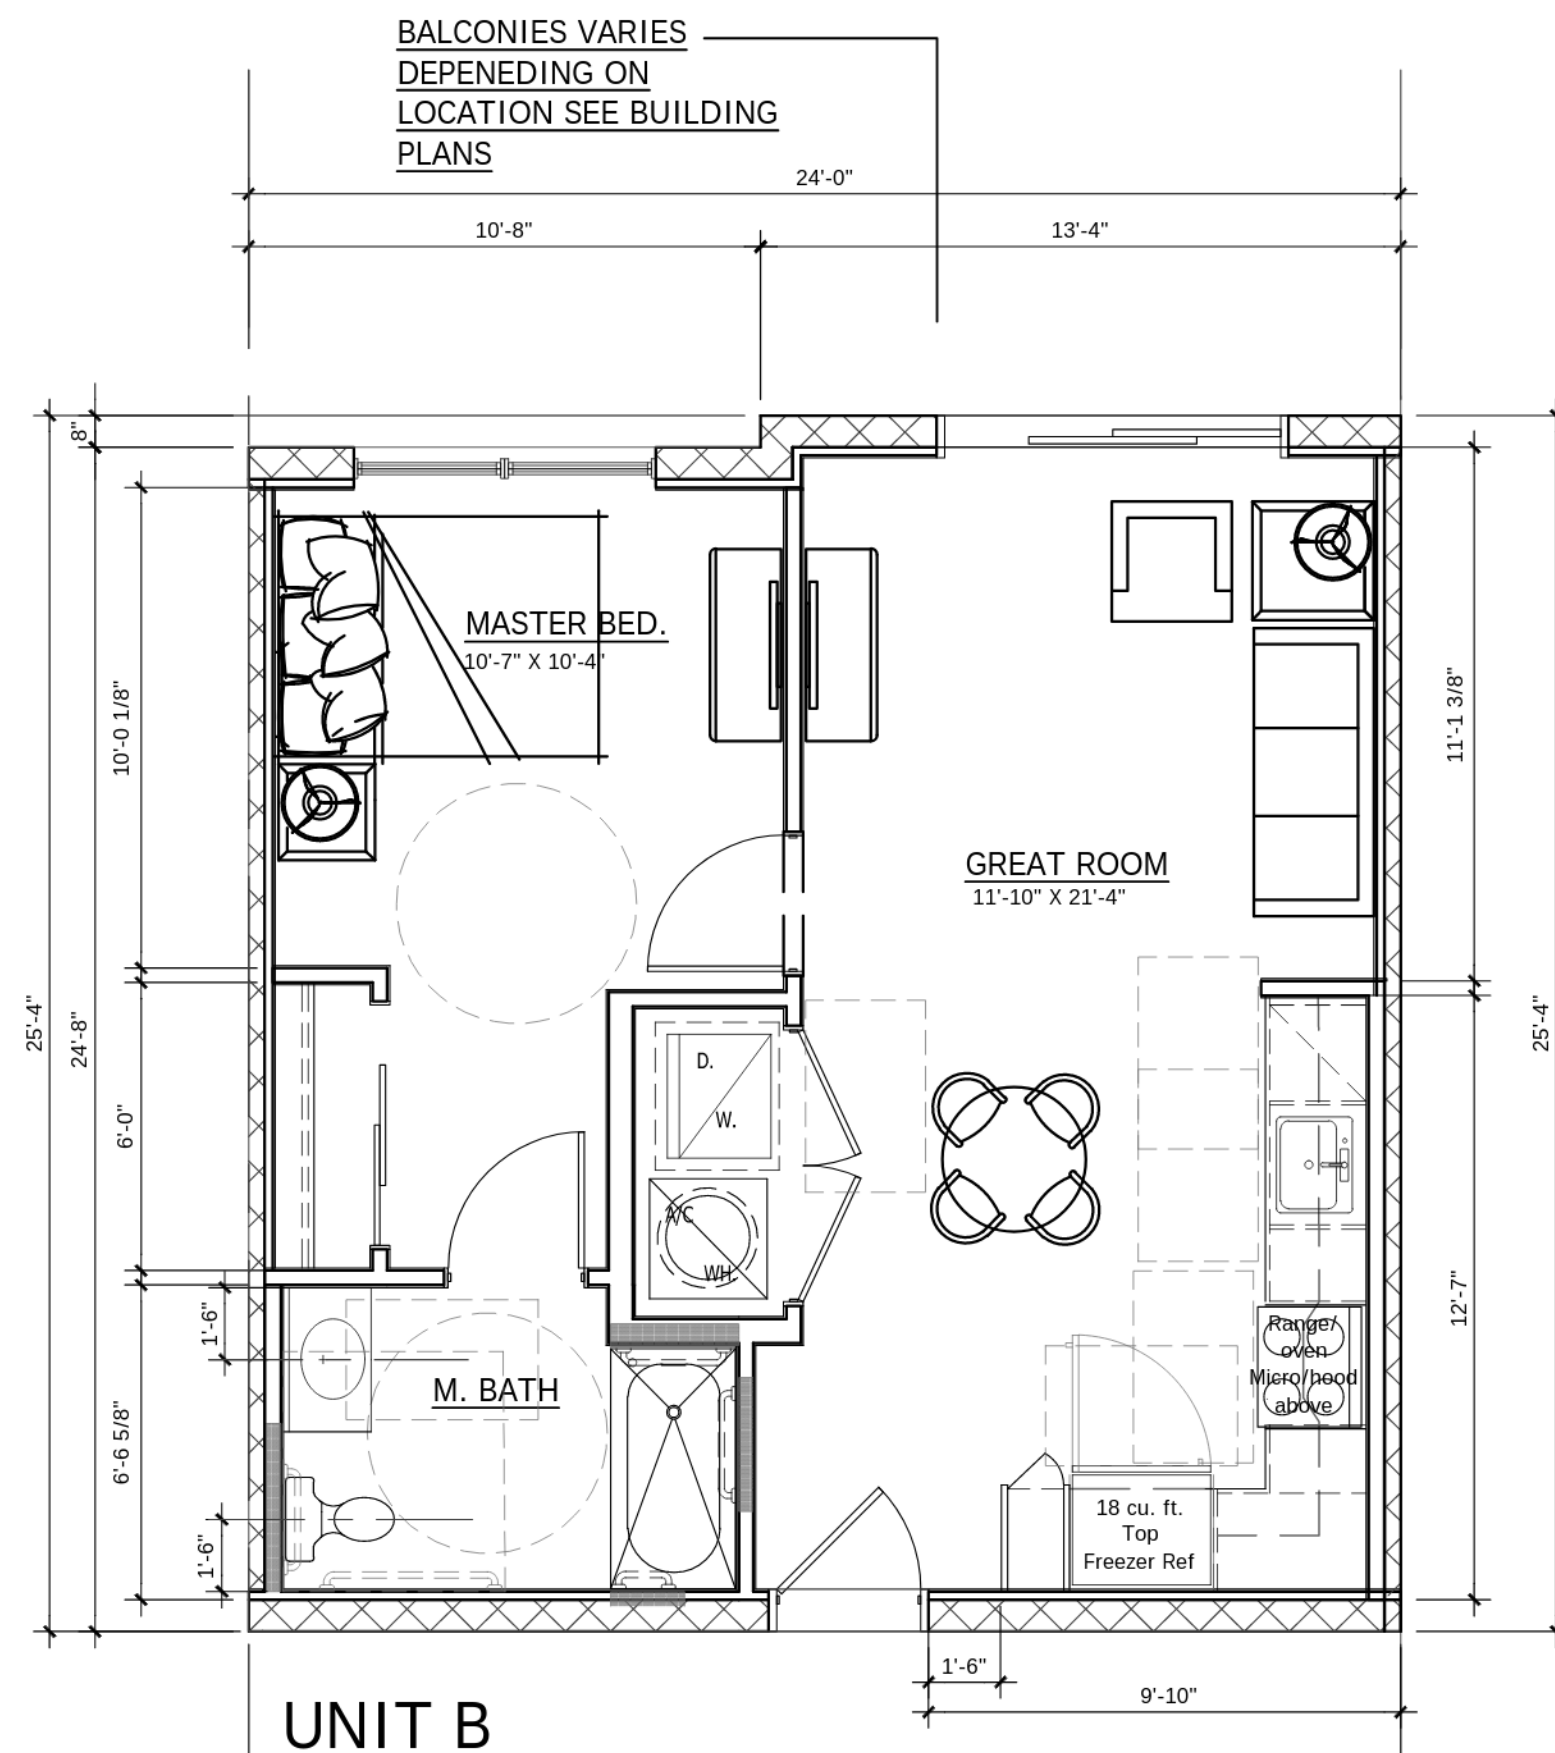 BALCONIES VARIES
DEPENEDING ON
LOCATION SEE BUILDING
PLANS
24'-0"
10'-8"
13'-4"
8"
MASTER BED.
10'-7" X 10'-4"
10'-0 1/8"
11'-1 3/8"
GREAT ROOM
11'-10" X 21'-4"
25'-4"
24'-8"
25'-4"
D.
W.
6'-0"
A/C
WH.
1'-6"
12'-7"
Range/
oven
Micro/hood
above
M. BATH
6'-6 5/8"
18 cu. ft.
Top
Freezer Ref
1'-6"
1'-6"
9'-10"
UNIT B